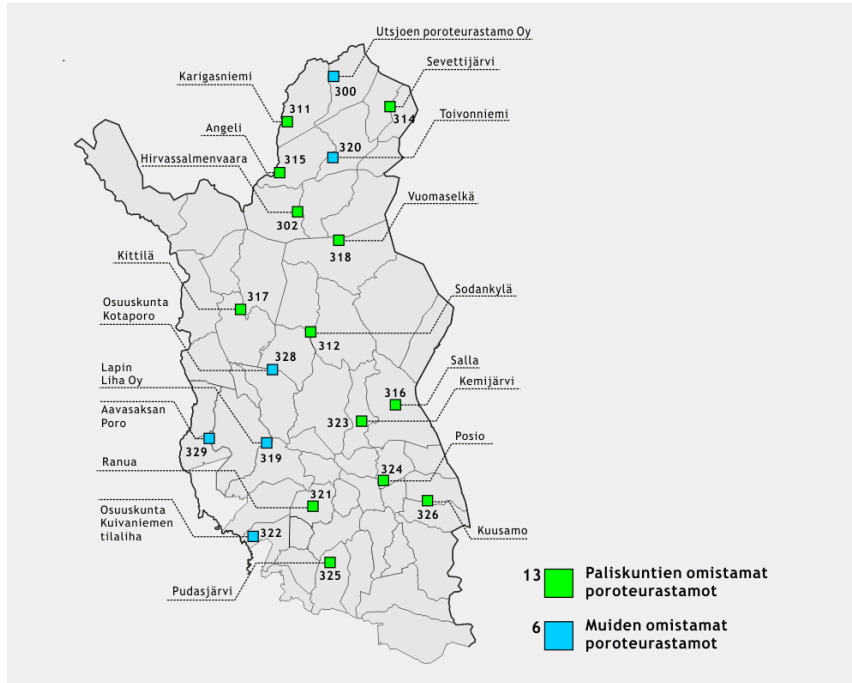 Utsjoen poroteurastamo Oy
Sevettijärvi
Karigasniemi
300
311
314
Toivonniemi
Angeli
320
Hirvassalmenvaara
315
Vuomaselkä
302
318
Kittilä
317
Sodankylä
Osuuskunta
Kotaporo
312
328
Lapin
Liha Oy
Salla
Kemijärvi
316
Aavasaksan
Poro
323
Posio
329
319
Ranua
324
321
326
Osuuskunta
Kuivaniemen
tilaliha
322
Kuusamo
325
Pudasjärvi
13 Paliskuntien omistamat
poroteurastamot
6 Muiden omistamat
poroteurastamot